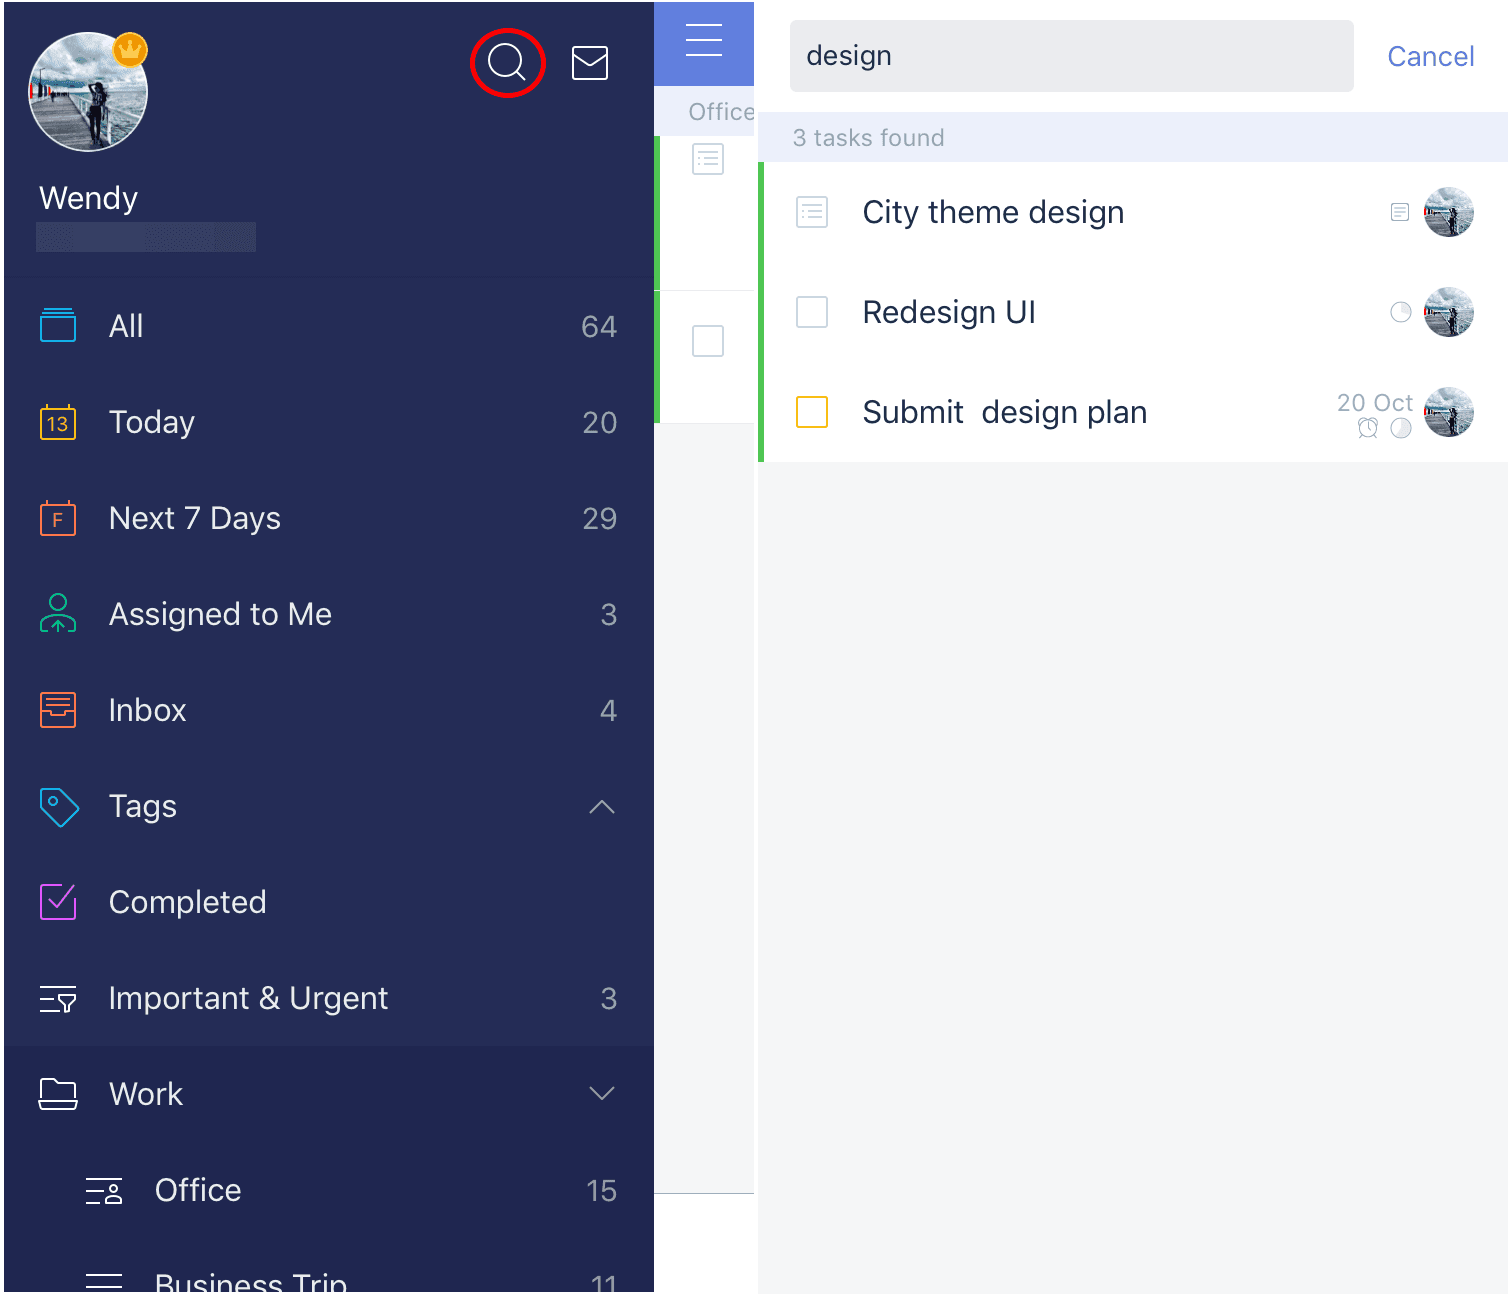 Wendy
All 64
13
Today 20
F
Next 7 Days 29
Assigned to Me 3
Inbox 4
Tags
Completed
Important & Urgent 3
Work
Office 15
Business Trip 11
Office
design Cancel
3 tasks found
City theme design
Redesign UI
Submit  design plan
20 Oct